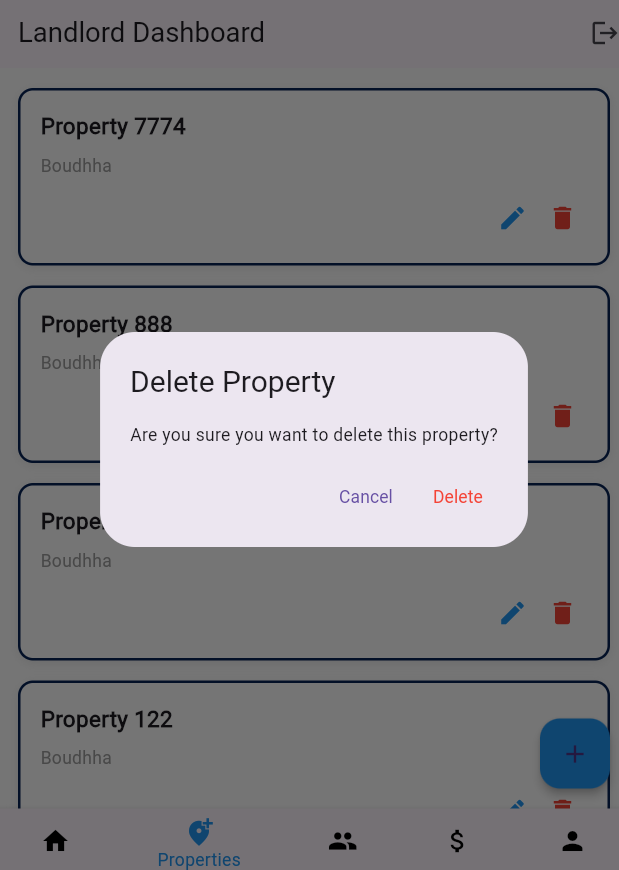 Landlord Dashboard
Property 7774
Boudhha
Property 888
Boudhh
Delete Property
Are you sure you want to delete this property?
Cancel
Delete
Prope
Boudhha
Property 122
Boudhha
$
Properties